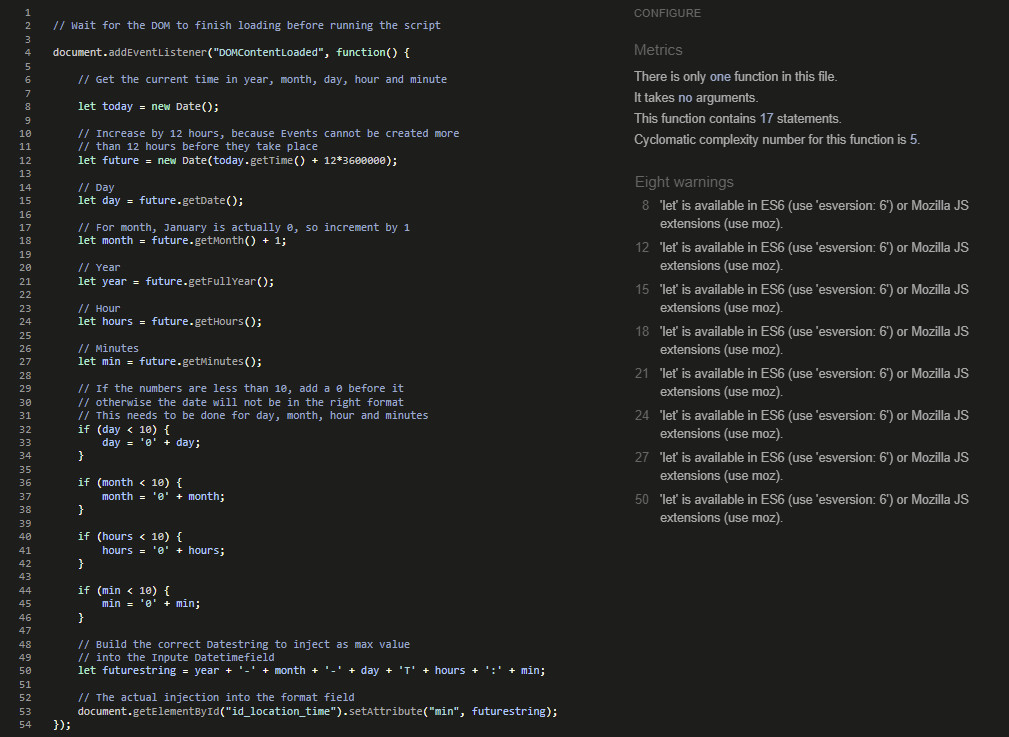 1
2 // Wait for the DOM to finish loading before running the script
3
4 document.addEventListener("DOMContentLoaded", function() {
5
6 // Get the current time in year, month, day, hour and minute
7
8 let today = new Date();
9
10 // Increase by 12 hours, because Events cannot be created more
11 // than 12 hours before they take place
12 let future = new Date(today.getTime() + 12*3600000);
13
14 // Day
15 let day = future.getDate();
16
17 // For month, January is actually 0, so increment by 1
18 let month = future.getMonth() + 1;
19
20 // Year
21 let year = future.getFullYear();
22
23 // Hour
24 let hours = future.getHours();
25
26 // Minutes
27 let min = future.getMinutes();
28
29 // If the numbers are less than 10, add a 0 before it
30 // otherwise the date will not be in the right format
31 // This needs to be done for day, month, hour and minutes
32 if (day < 10) {
33 day = '0' + day;
34 }
35
36 if (month < 10) {
37 month = '0' + month;
38 }
39
40 if (hours < 10) {
41 hours = '0' + hours;
42 }
43
44 if (min < 10) {
45 min = '0' + min;
46 }
47
48 // Build the correct Datestring to inject as max value
49 // into the Inpute Datetimefield
50 let futurestring = year + '-' + month + '-' + day + 'T' + hours + ':' + min;
51
52 // The actual injection into the format field
53 document.getElementById("id_location_time").setAttribute("min", futurestring);
54 });
CONFIGURE
Metrics
There is only one function in this file.
It takes no arguments.
This function contains 17 statements.
Cyclomatic complexity number for this function is 5.
Eight warnings
8 'let' is available in ES6 (use 'esversion: 6') or Mozilla JS
extensions (use moz).
12 'let' is available in ES6 (use 'esversion: 6') or Mozilla JS
extensions (use moz).
15 'let' is available in ES6 (use 'esversion: 6') or Mozilla JS
extensions (use moz).
18 'let' is available in ES6 (use 'esversion: 6') or Mozilla JS
extensions (use moz).
21 'let' is available in ES6 (use 'esversion: 6') or Mozilla JS
extensions (use moz).
24 'let' is available in ES6 (use 'esversion: 6') or Mozilla JS
extensions (use moz).
27 'let' is available in ES6 (use 'esversion: 6') or Mozilla JS
extensions (use moz).
50 'let' is available in ES6 (use 'esversion: 6') or Mozilla JS
extensions (use moz).